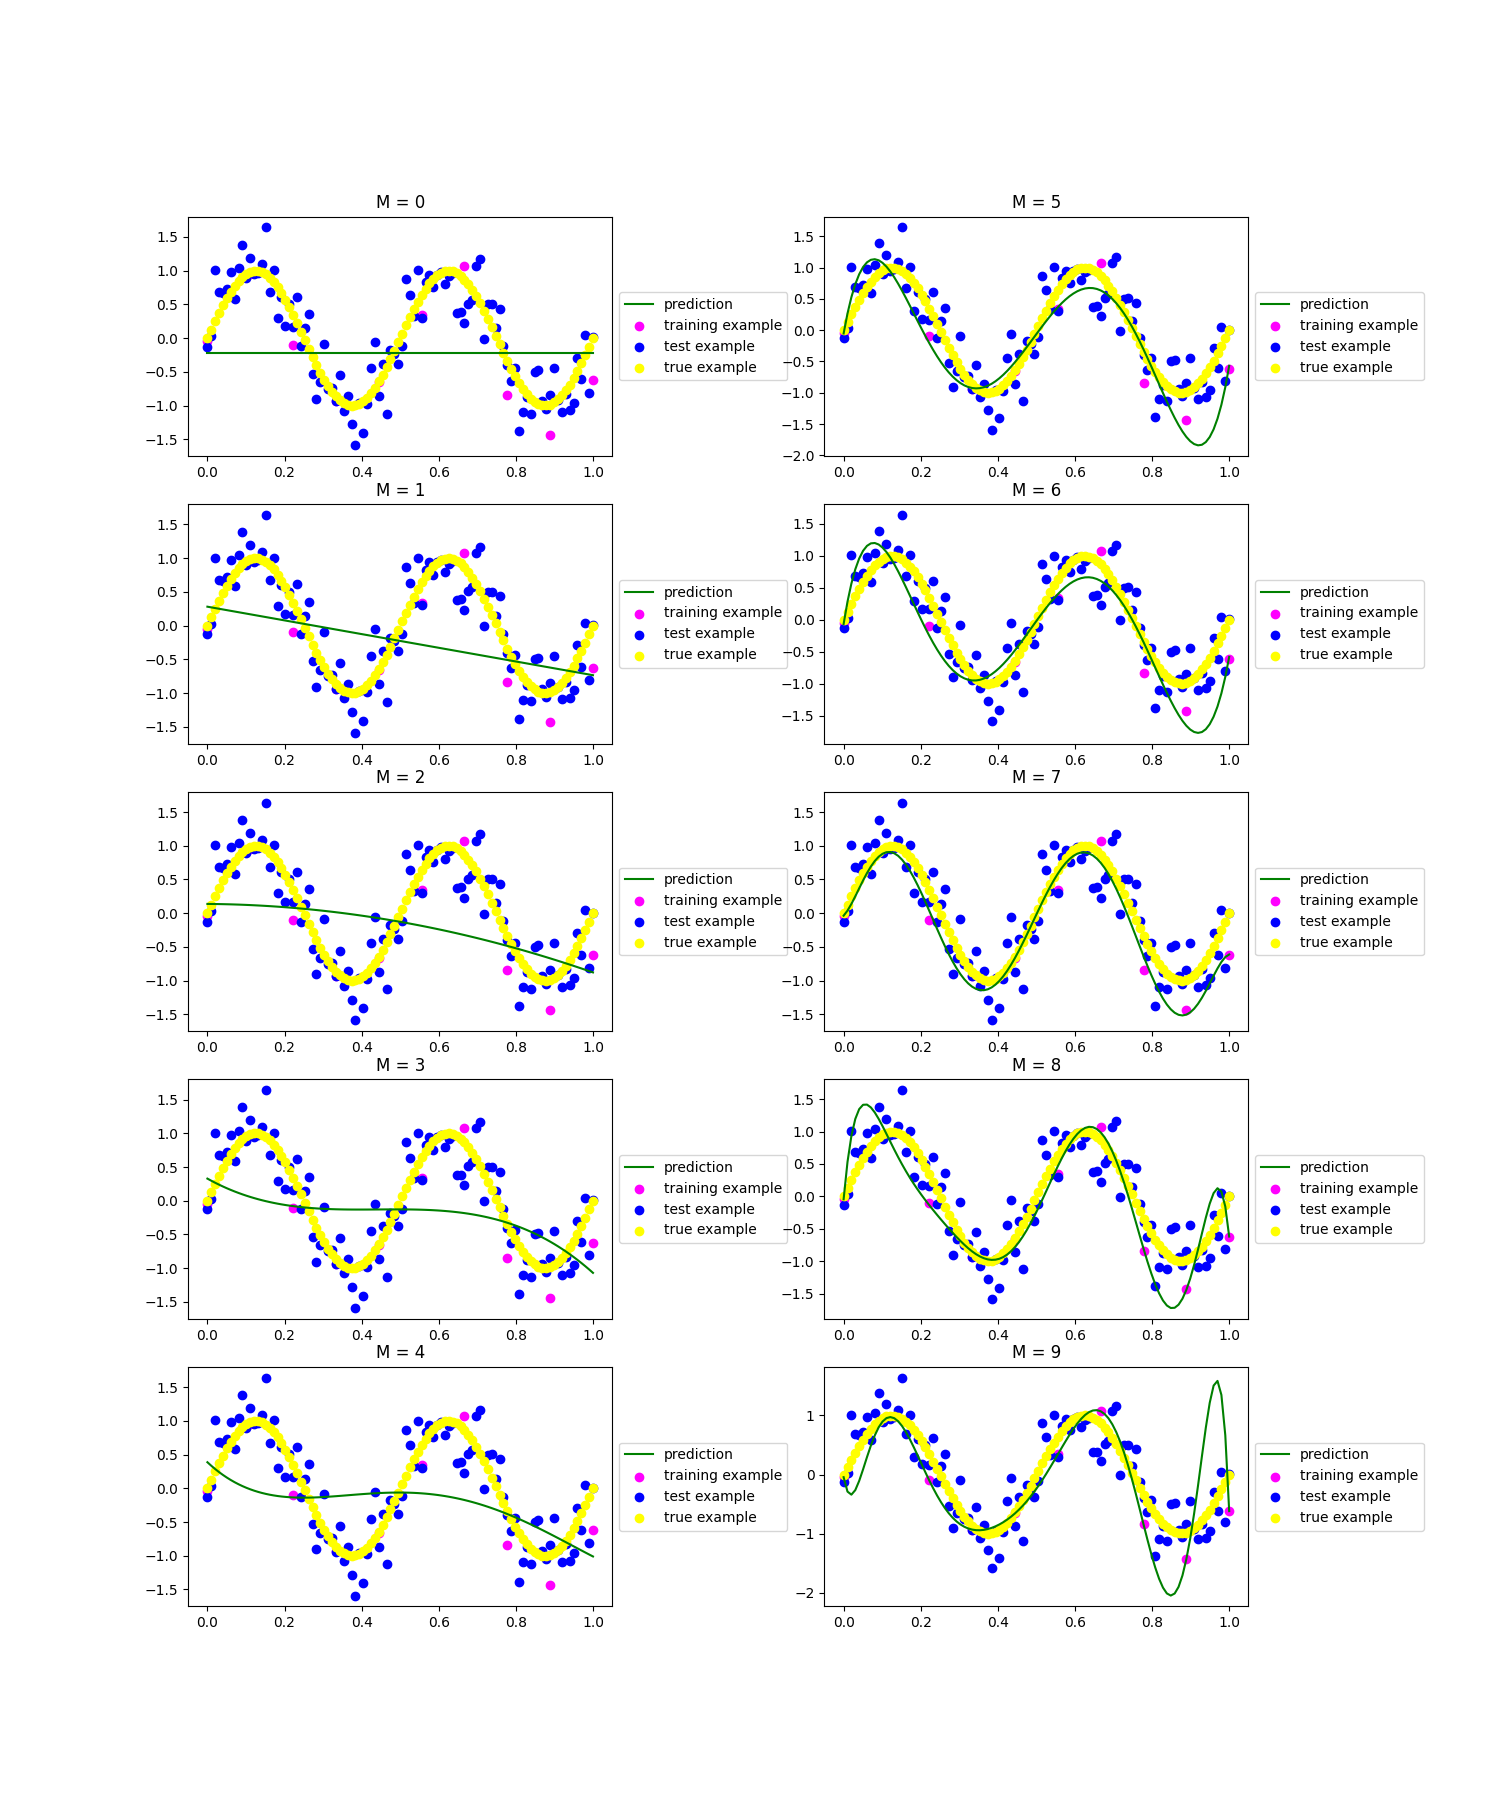 M = 0
1.5
1.0
0.5
0.0
−0.5
−1.0
−1.5
0.0 0.2 0.4 0.6 0.8 1.0
prediction
training example
test example
true example
M = 1
1.5
1.0
0.5
0.0
−0.5
−1.0
−1.5
0.0 0.2 0.4 0.6 0.8 1.0
prediction
training example
test example
true example
M = 2
1.5
1.0
0.5
0.0
−0.5
−1.0
−1.5
0.0 0.2 0.4 0.6 0.8 1.0
prediction
training example
test example
true example
M = 3
1.5
1.0
0.5
0.0
−0.5
−1.0
−1.5
0.0 0.2 0.4 0.6 0.8 1.0
prediction
training example
test example
true example
M = 4
1.5
1.0
0.5
0.0
−0.5
−1.0
−1.5
0.0 0.2 0.4 0.6 0.8 1.0
prediction
training example
test example
true example
M = 5
1.5
1.0
0.5
0.0
−0.5
−1.0
−1.5
−2.0
0.0 0.2 0.4 0.6 0.8 1.0
prediction
training example
test example
true example
M = 6
1.5
1.0
0.5
0.0
−0.5
−1.0
−1.5
0.0 0.2 0.4 0.6 0.8 1.0
prediction
training example
test example
true example
M = 7
1.5
1.0
0.5
0.0
−0.5
−1.0
−1.5
0.0 0.2 0.4 0.6 0.8 1.0
prediction
training example
test example
true example
M = 8
1.5
1.0
0.5
0.0
−0.5
−1.0
−1.5
0.0 0.2 0.4 0.6 0.8 1.0
prediction
training example
test example
true example
M = 9
1
0
−1
−2
0.0 0.2 0.4 0.6 0.8 1.0
prediction
training example
test example
true example